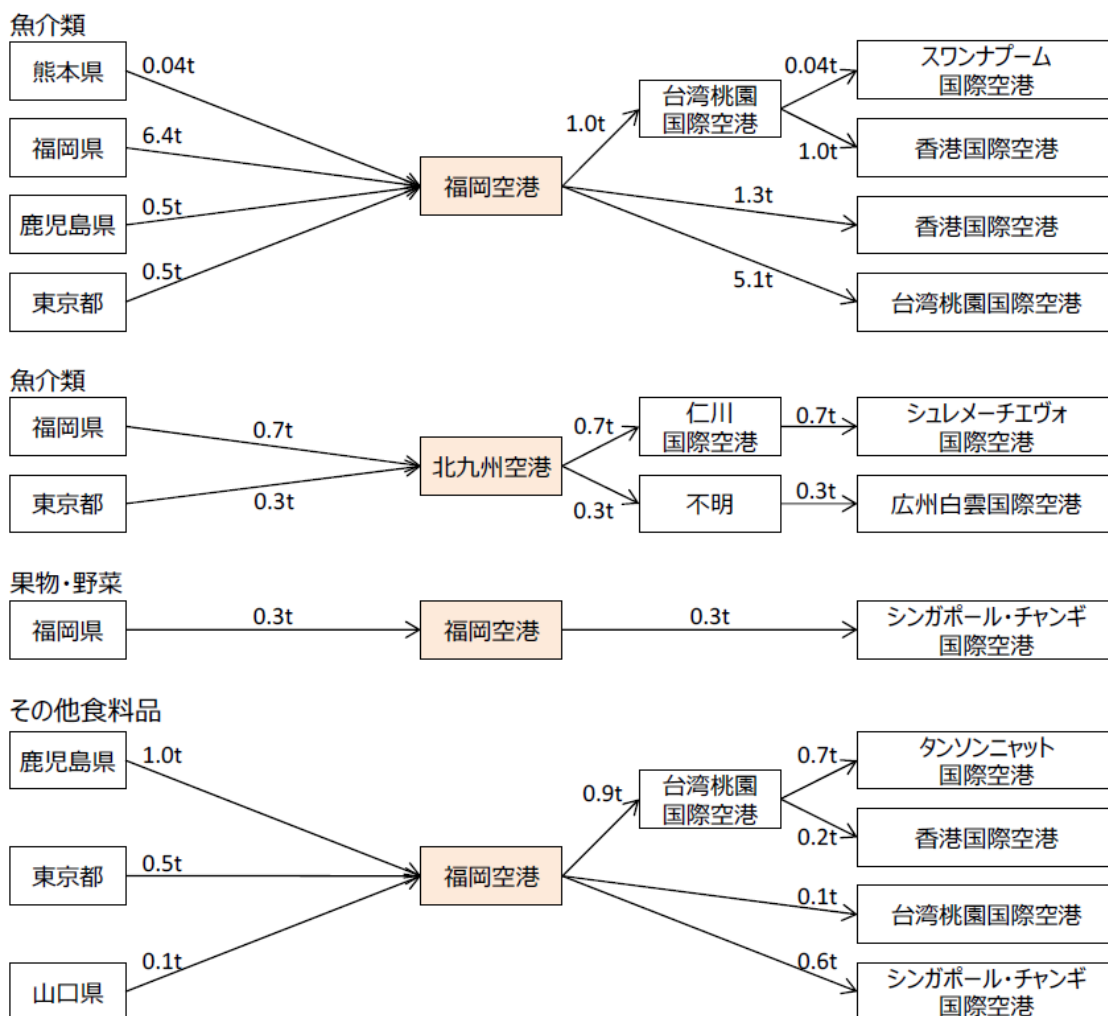 魚介類
熊本県
0.04t
福岡県
6.4t
鹿児島県
0.5t
東京都
0.5t
福岡空港
1.0t
台湾桃園
国際空港
0.04t
スワンナプーム
国際空港
1.0t
香港国際空港
1.3t
香港国際空港
5.1t
台湾桃園国際空港
魚介類
福岡県
0.7t
東京都
0.3t
北九州空港
0.7t
仁川
国際空港
0.7t
シュレメーチエヴォ
国際空港
0.3t
不明
0.3t
広州白雲国際空港
果物・野菜
福岡県
0.3t
福岡空港
0.3t
シンガポール・チャンギ
国際空港
その他食料品
鹿児島県
1.0t
東京都
0.5t
山口県
0.1t
福岡空港
0.9t
台湾桃園
国際空港
0.7t
タンソンニャット
国際空港
0.2t
香港国際空港
0.1t
台湾桃園国際空港
0.6t
シンガポール・チャンギ
国際空港